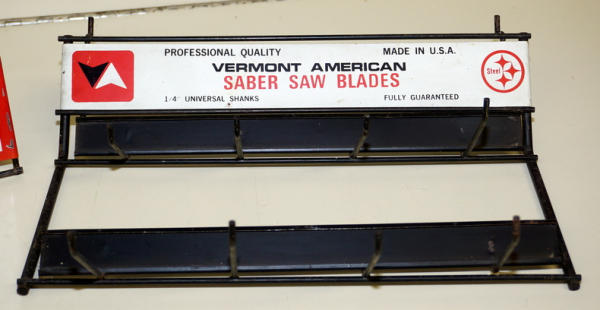 PROFESSIONAL QUALITY MADE IN U.S.A.
VERMONT AMERICAN
SABER SAW BLADES
1/4" UNIVERSAL SHANKS FULLY GUARANTEED
Steel